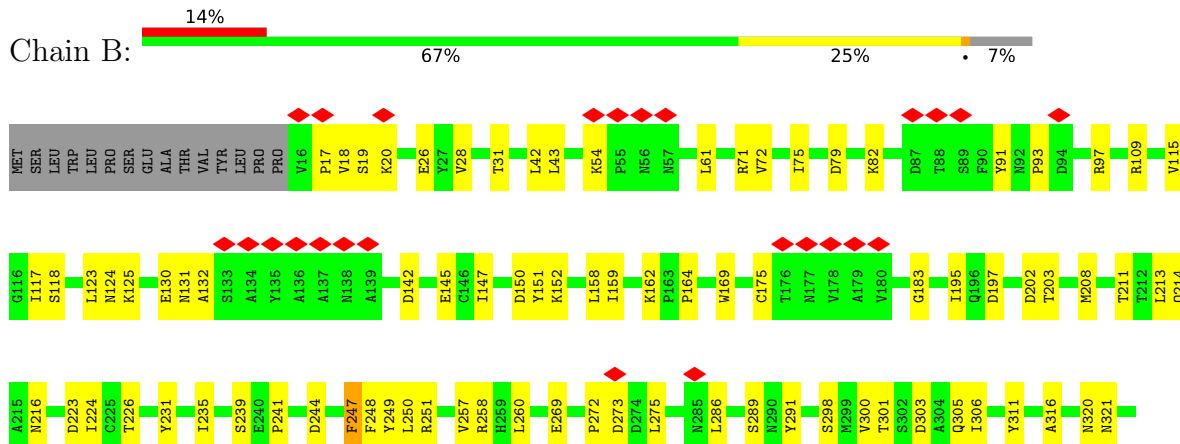 14%
Chain B:
67% 25% • 7%
MET SER LEU TRP LEU PRO PRO SER GLU ALA THR VAL TYR LEU PRO PRO V16 P17 V18 S19 K20 E26 Y27 V28 T31 L42 L43 K54 P55 N56 N57 L61 R71 V72 I75 D79 K82 D87 T88 S89 F90 Y91 N92 P93 D94 R97 R109 V115
G116 I117 S118 L123 N124 K125 E130 N131 A132 S133 A134 Y135 A136 A137 N138 A139 D142 E145 C146 I147 D150 Y151 K152 L158 I159 K162 P163 P164 W169 C175 T176 N177 V178 A179 V180 G183 I195 Q196 D197 D202 T203 M208 T211 T212 L213 Q214
A215 N216 D223 I224 C225 T226 Y231 I235 S239 E240 P241 D244 F247 F248 Y249 L250 R251 V257 R258 H259 L260 E269 P272 D273 D274 L275 N285 L286 S289 N290 Y291 S298 M299 V300 T301 S302 D303 A304 Q305 I306 Y311 A316 N320 N321